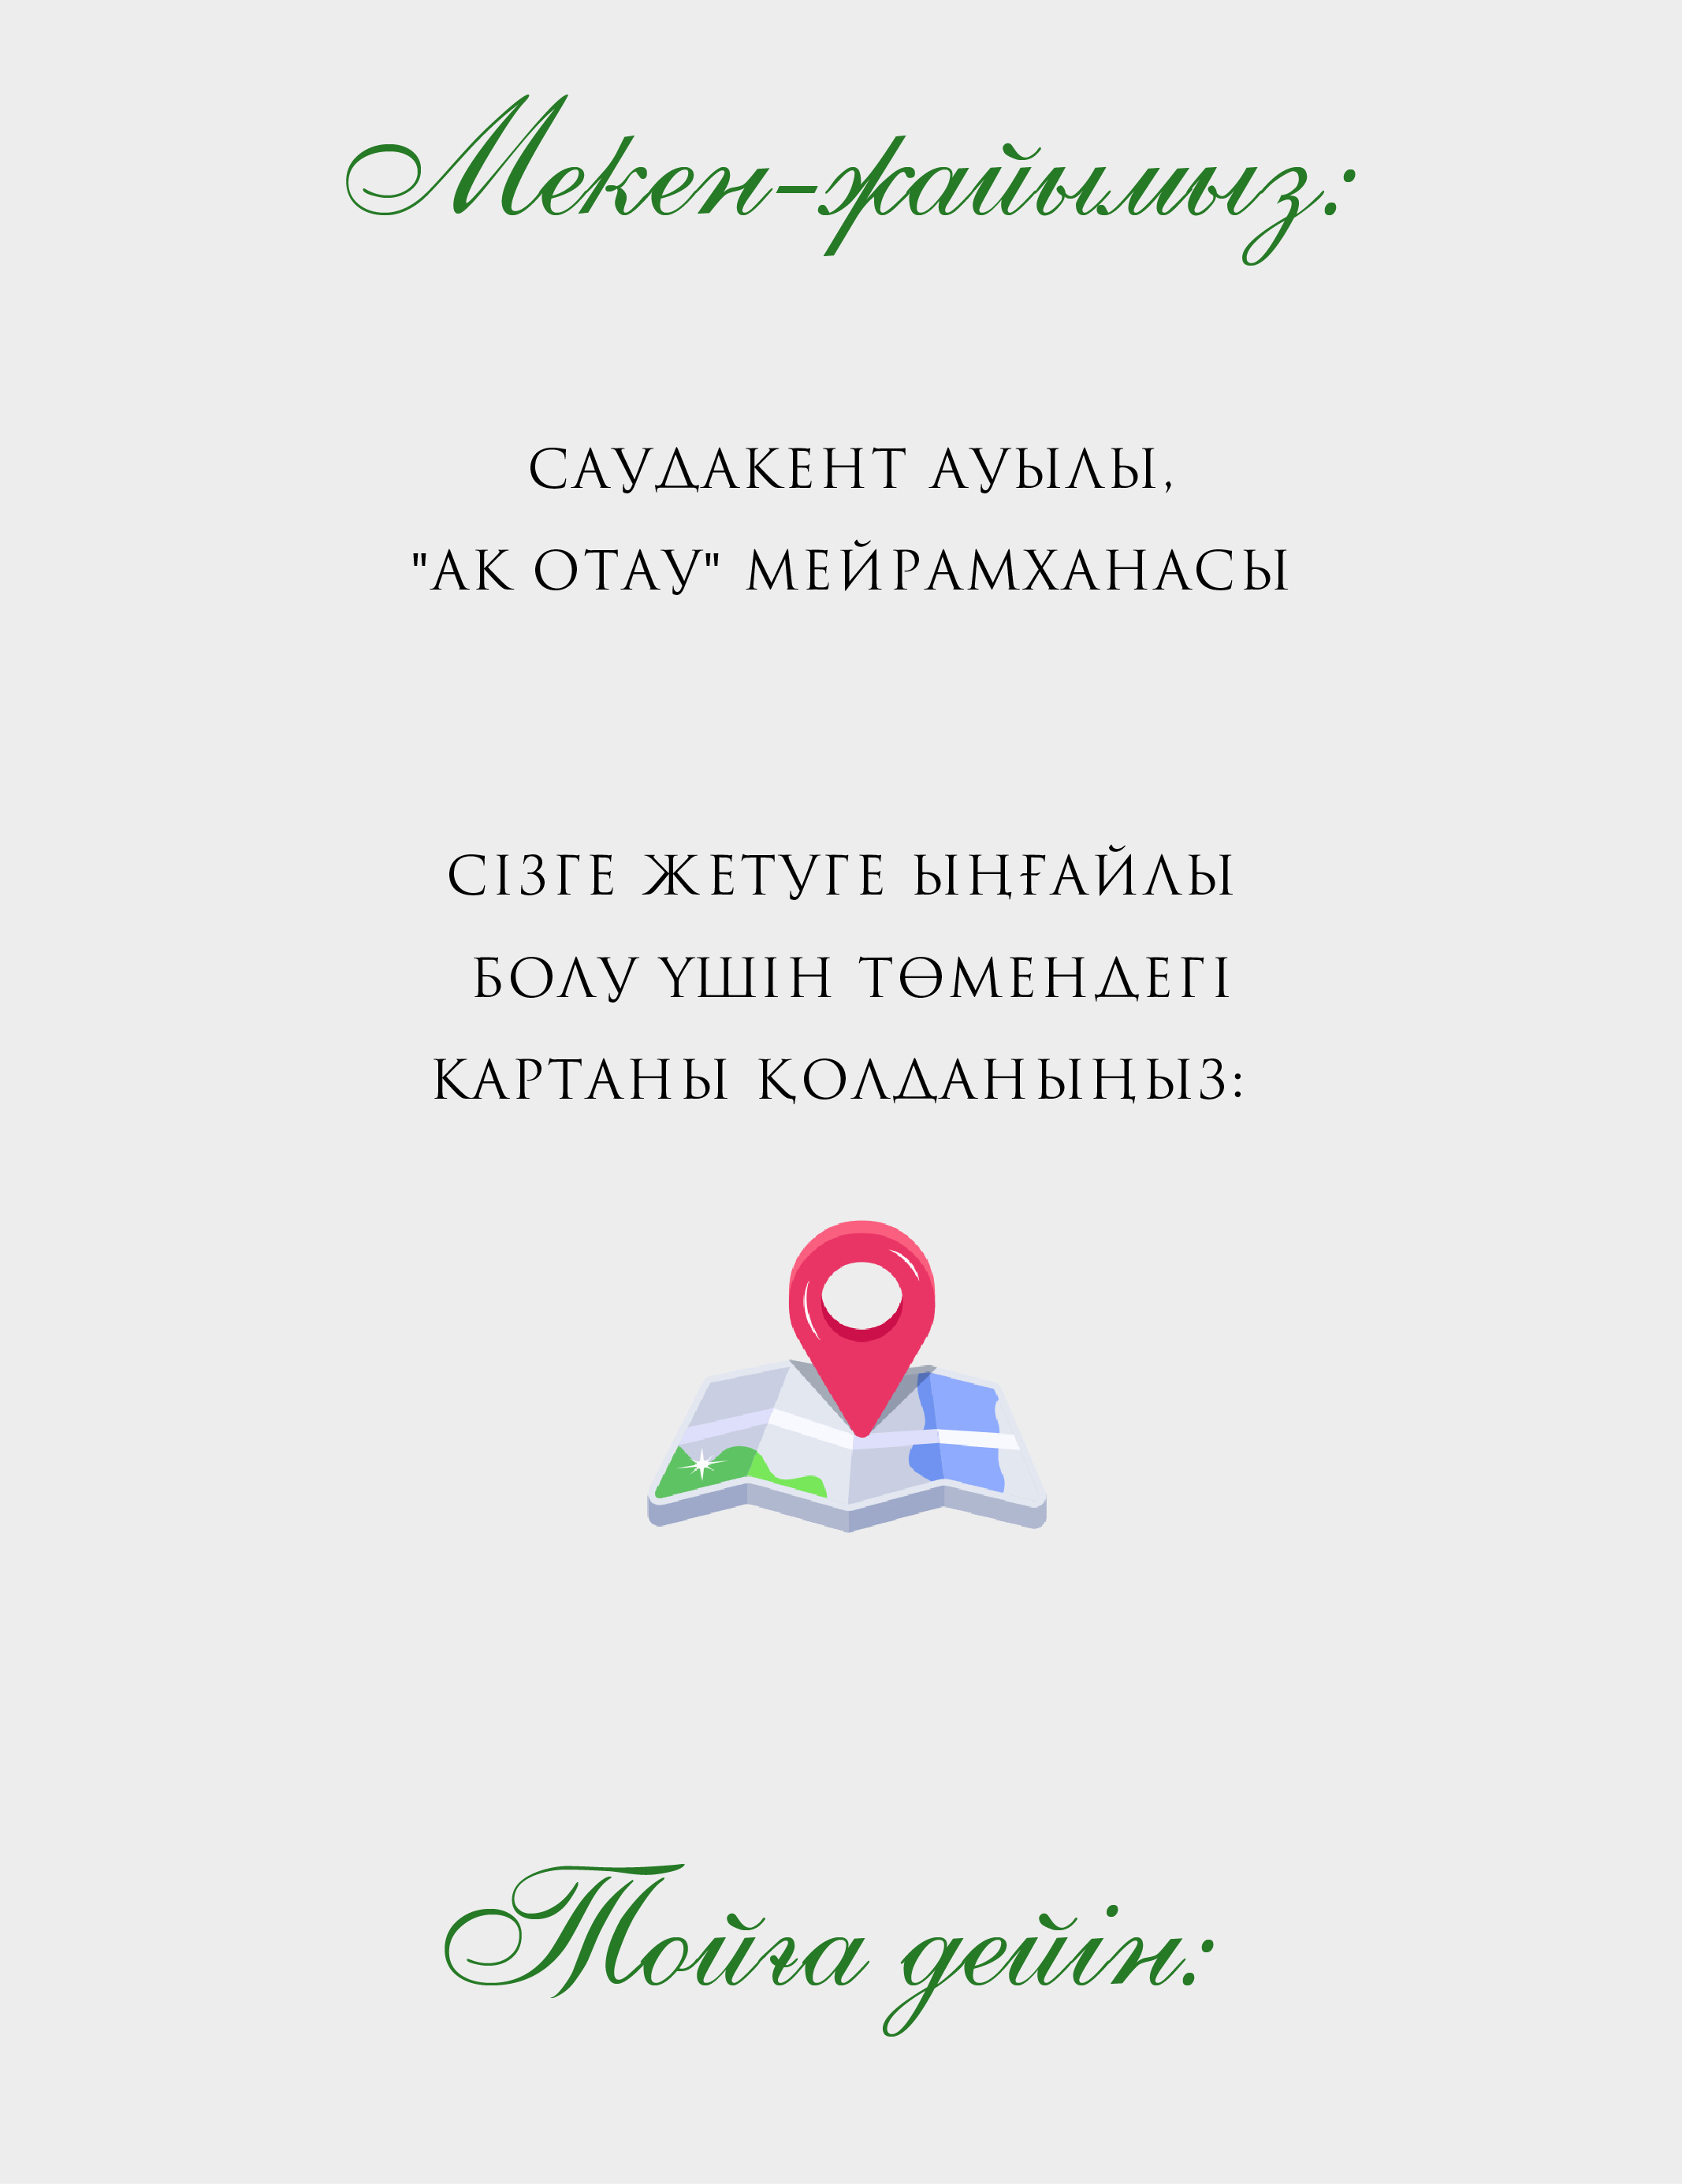 Мекен-жайымыз:
САУДАКЕНТ АУЫЛЫ,
"АК ОТАУ" МЕЙРАМХАНАСЫ
СІЗГЕ ЖЕТУГЕ ЫҢҒАЙЛЫ
БОЛУ ҮШІН ТӨМЕНДЕГІ
КАРТАНЫ ҚОЛДАНЫҢЫЗ:
Тойға дейін: